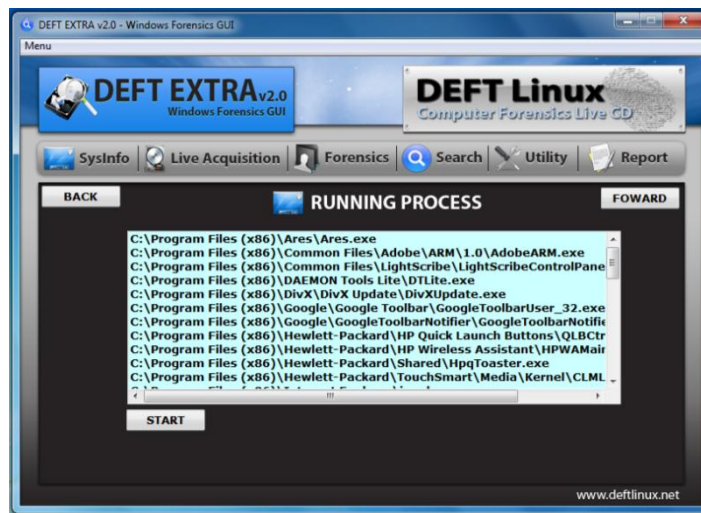 DEFT EXTRA v2.0 - Windows Forensics GUI
Menu
DEFT EXTRA v2.0
Windows Forensics GUI
DEFT Linux
Computer Forensics Live CD
SysInfo Live Acquisition Forensics Search Utility Report
BACK
RUNNING PROCESS
FOWARD
C:\Program Files (x86)\Ares\Ares.exe
C:\Program Files (x86)\Common Files\Adobe\ARM\1.0\AdobeARM.exe
C:\Program Files (x86)\Common Files\LightScribe\LightScribeControlPane
C:\Program Files (x86)\DAEMON Tools Lite\DTLite.exe
C:\Program Files (x86)\DivX\DivX Update\DivXUpdate.exe
C:\Program Files (x86)\Google\Google Toolbar\GoogleToolbarUser_32.exe
C:\Program Files (x86)\Google\GoogleToolbarNotifier\GoogleToolbarNotifie
C:\Program Files (x86)\Hewlett-Packard\HP Quick Launch Buttons\QLBCtr
C:\Program Files (x86)\Hewlett-Packard\HP Wireless Assistant\HPWAMair
C:\Program Files (x86)\Hewlett-Packard\Shared\HpqToaster.exe
C:\Program Files (x86)\Hewlett-Packard\TouchSmart\Media\Kernel\CLML
START
www.deftlinux.net